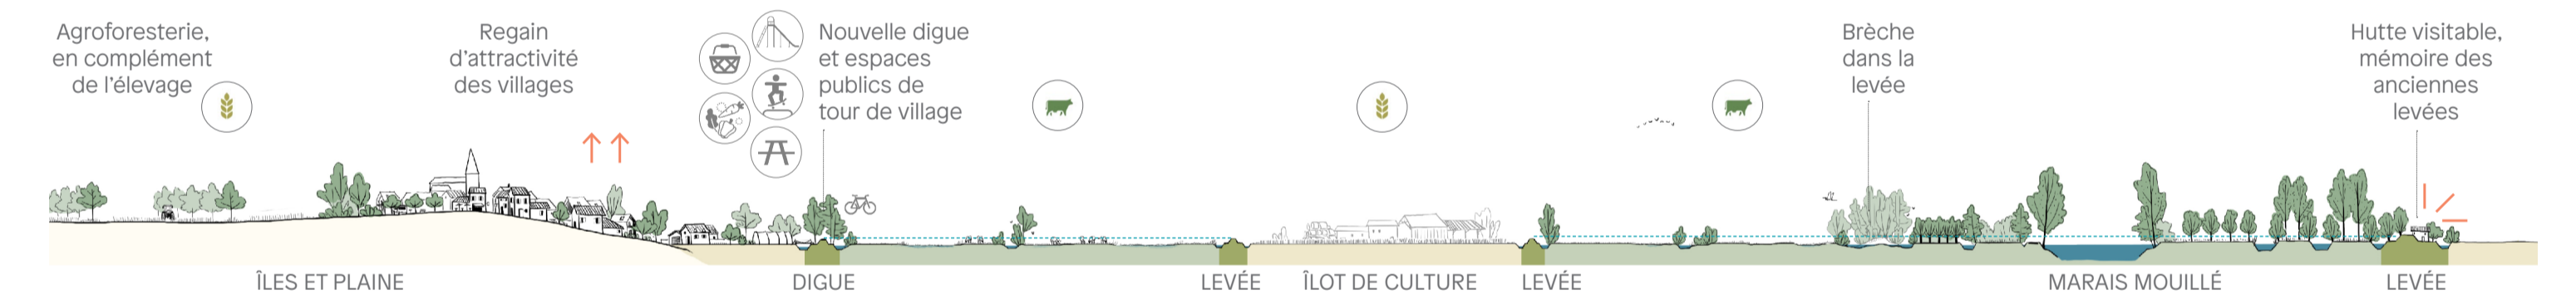 Agroforesterie,
en complément
de l'élevage
Regain
d'attractivité
des villages
Nouvelle digue
et espaces
publics de
tour de village
Brèche
dans la
levée
Hutte visitable,
mémoire des
anciennes
levées
ÎLES ET PLAINE
DIGUE
LEVÉE
ÎLOT DE CULTURE
LEVÉE
MARAIS MOUILLÉ
LEVÉE